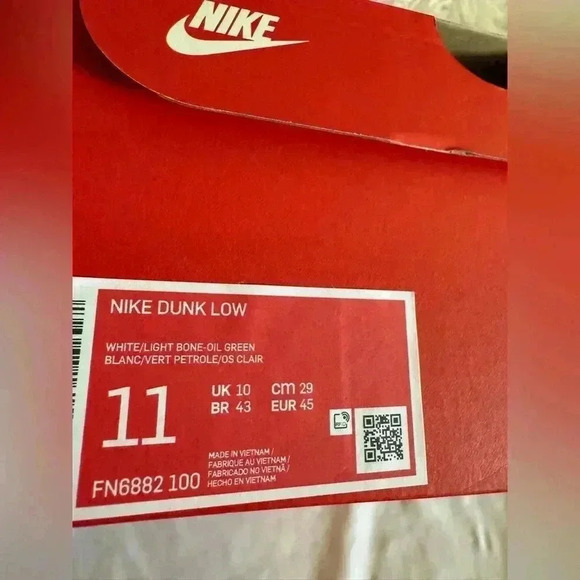 NIKE
NIKE DUNK LOW
WHITE/LIGHT BONE-OIL GREEN
BLANC/VERT PETROLE/OS CLAIR
11
UK 10 cm 29
BR 43 EUR 45
MADE IN VIETNAM/
FABRIQUE AU VIETNAM/
FABRICADO NO VIETNÃ/
HECHO EN VIETNAM
FN6882 100